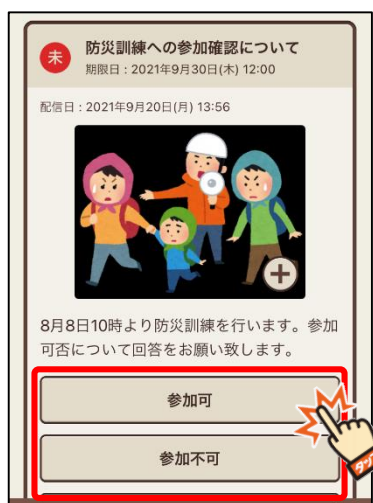 未
防災訓練への参加確認について
期限日：2021年9月30日(木) 12:00
配信日：2021年9月20日(月) 13:56
8月8日10時より防災訓練を行います。参加
可否について回答をお願い致します。
参加可
参加不可
タップ